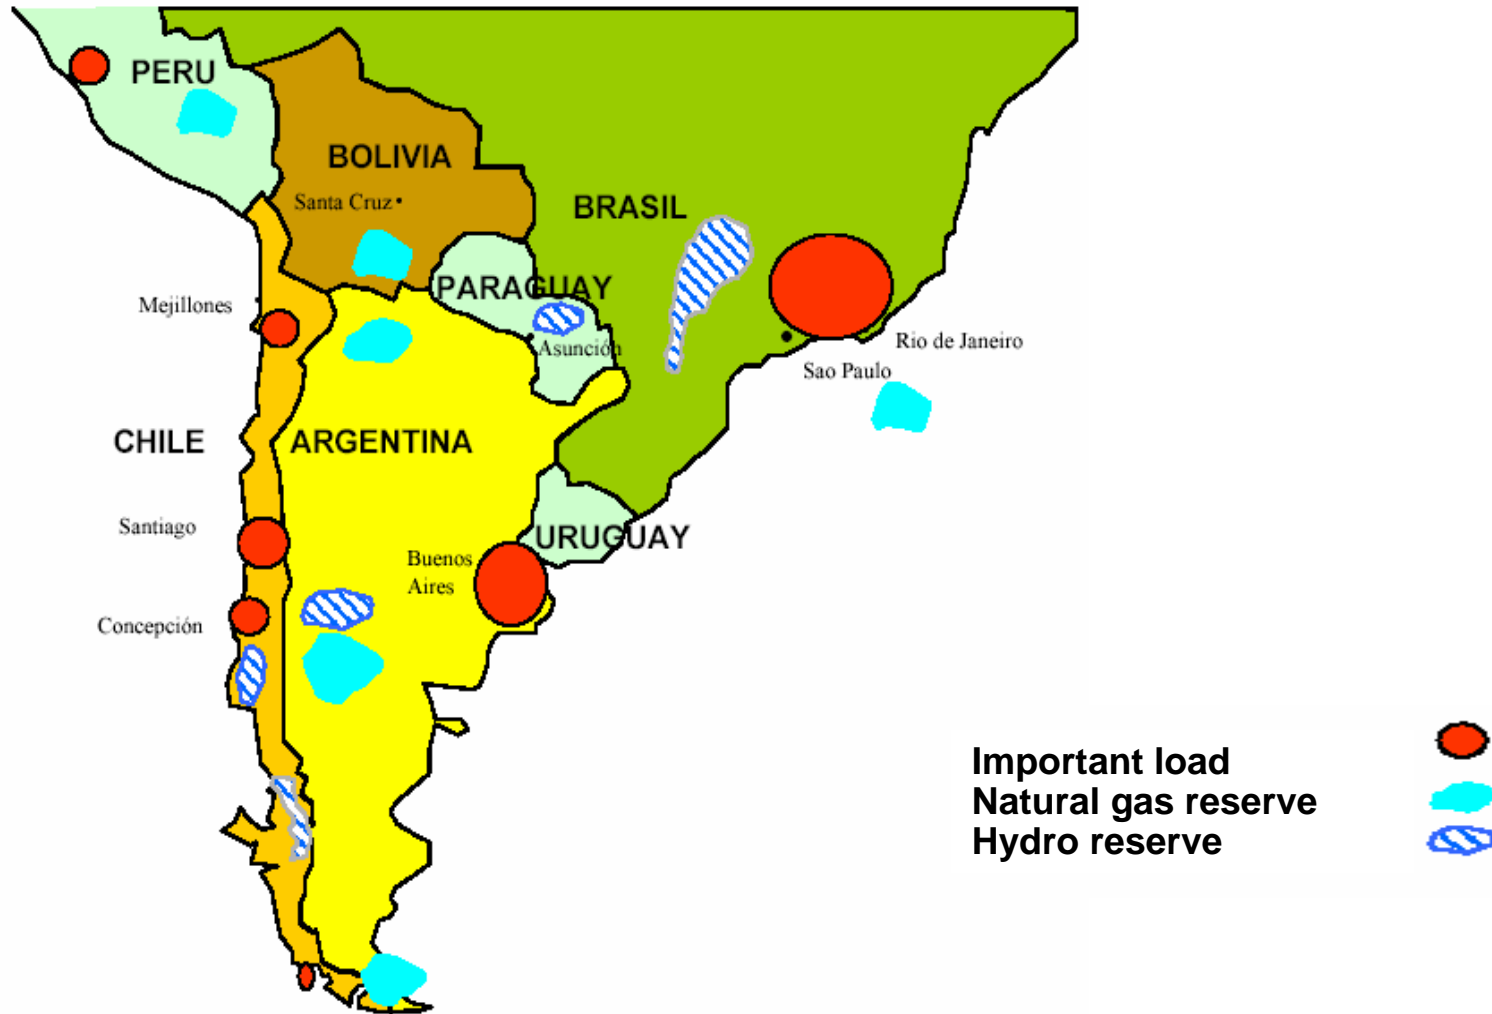 PERU
BOLIVIA
Santa Cruz
BRASIL
PARAGUAY
Mejillones
Asunción
Rio de Janeiro
Sao Paulo
CHILE
ARGENTINA
Santiago
URUGUAY
Buenos
Aires
Concepción
Important load
Natural gas reserve
Hydro reserve